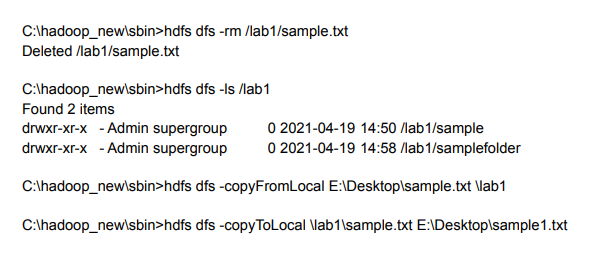 C:\hadoop_new\sbin>hdfs dfs -rm /lab1/sample.txt
Deleted /lab1/sample.txt
C:\hadoop_new\sbin>hdfs dfs -ls /lab1
Found 2 items
drwxr-xr-x - Admin supergroup 0 2021-04-19 14:50 /lab1/sample
drwxr-xr-x - Admin supergroup 0 2021-04-19 14:58 /lab1/samplefolder
C:\hadoop_new\sbin>hdfs dfs -copyFromLocal E:\Desktop\sample.txt \lab1
C:\hadoop_new\sbin>hdfs dfs -copyToLocal \lab1\sample.txt E:\Desktop\sample1.txt